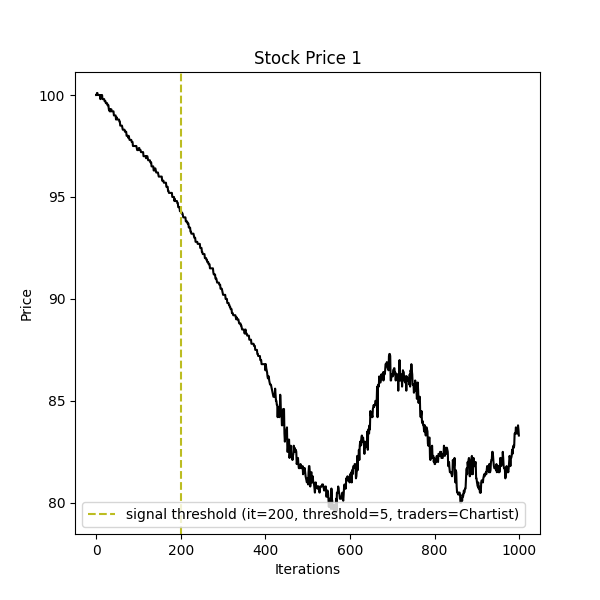 Stock Price 1
100
95
90
85
80
Price
signal threshold (it=200, threshold=5, traders=Chartist)
0 200 400 600 800 1000
Iterations